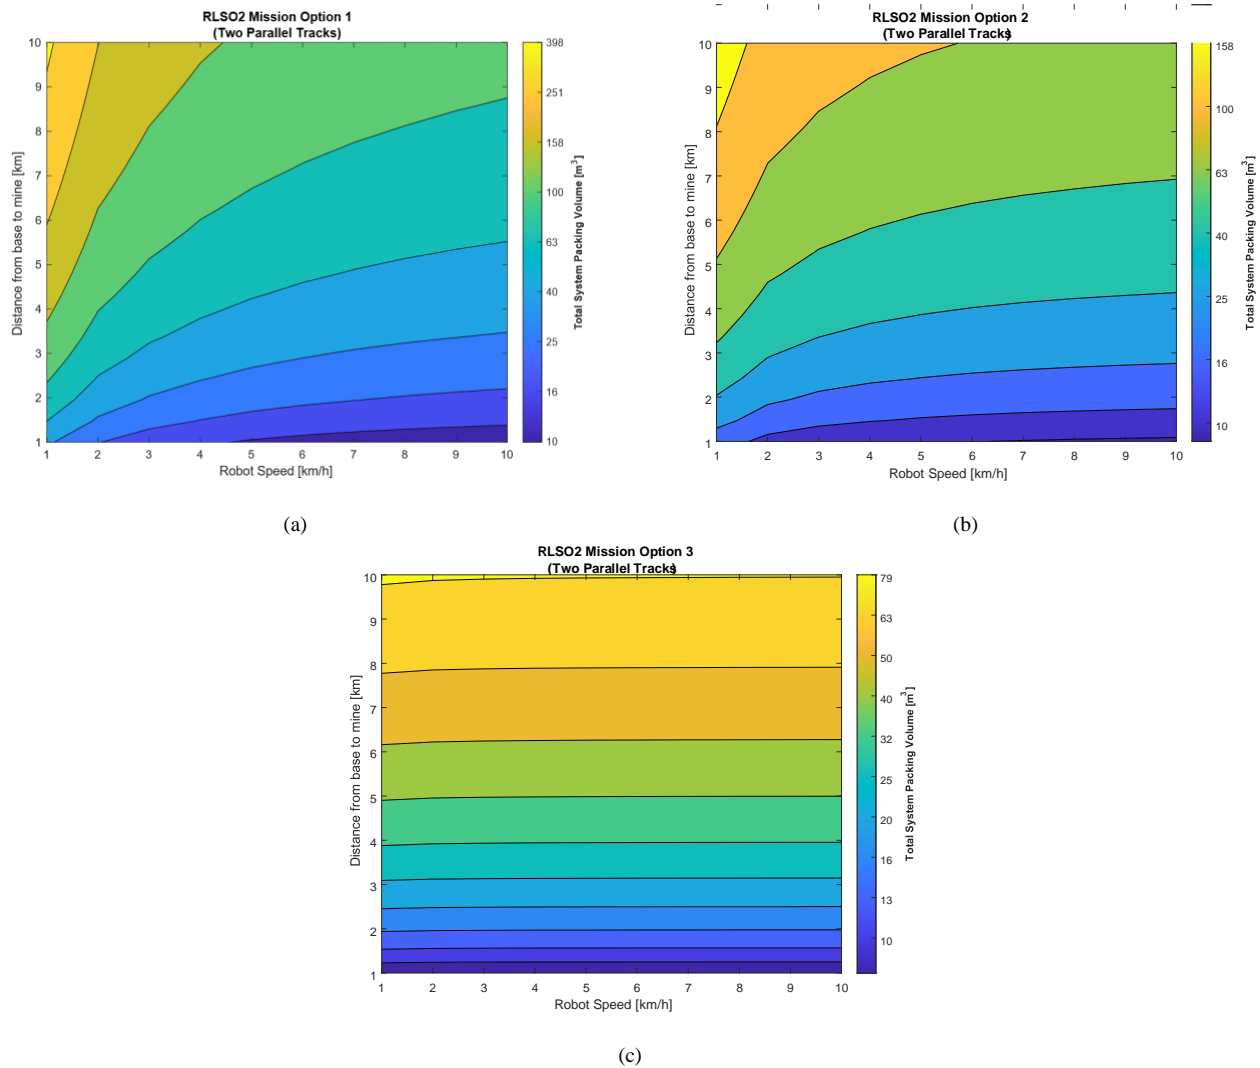 RLSO2 Mission Option 1
(Two Parallel Tracks)
10
9
8
7
6
5
4
3
2
1
Distance from base to mine [km]
1 2 3 4 5 6 7 8 9 10
Robot Speed [km/h]
398
251
158
100
63
40
25
16
10
Total System Packing Volume [m³]
(a)
RLSO2 Mission Option 2
(Two Parallel Tracks)
10
9
8
7
6
5
4
3
2
1
Distance from base to mine [km]
1 2 3 4 5 6 7 8 9 10
Robot Speed [km/h]
158
100
63
40
25
16
10
Total System Packing Volume [m³]
(b)
RLSO2 Mission Option 3
(Two Parallel Tracks)
10
9
8
7
6
5
4
3
2
1
Distance from base to mine [km]
1 2 3 4 5 6 7 8 9 10
Robot Speed [km/h]
79
63
50
40
32
25
20
16
13
10
Total System Packing Volume [m³]
(c)